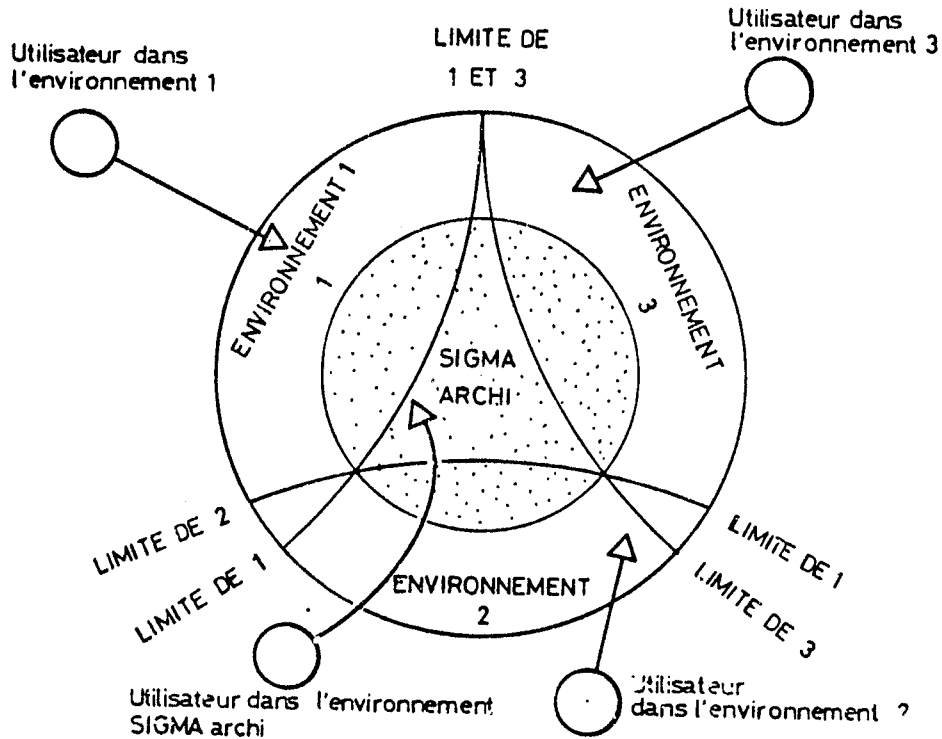 Utilisateur dans
l'environnement 1
LIMITE DE
1 ET 3
Utilisateur dans
l'environnement 3
ENVIRONNEMENT 1
1
ENVIRONNEMENT
3
SIGMA
ARCHI
LIMITE DE 2
LIMITE DE 1
ENVIRONNEMENT
2
LIMITE DE 1
LIMITE DE 3
Utilisateur dans l'environnement
SIGMA archi
Utilisateur
dans l'environnement ?